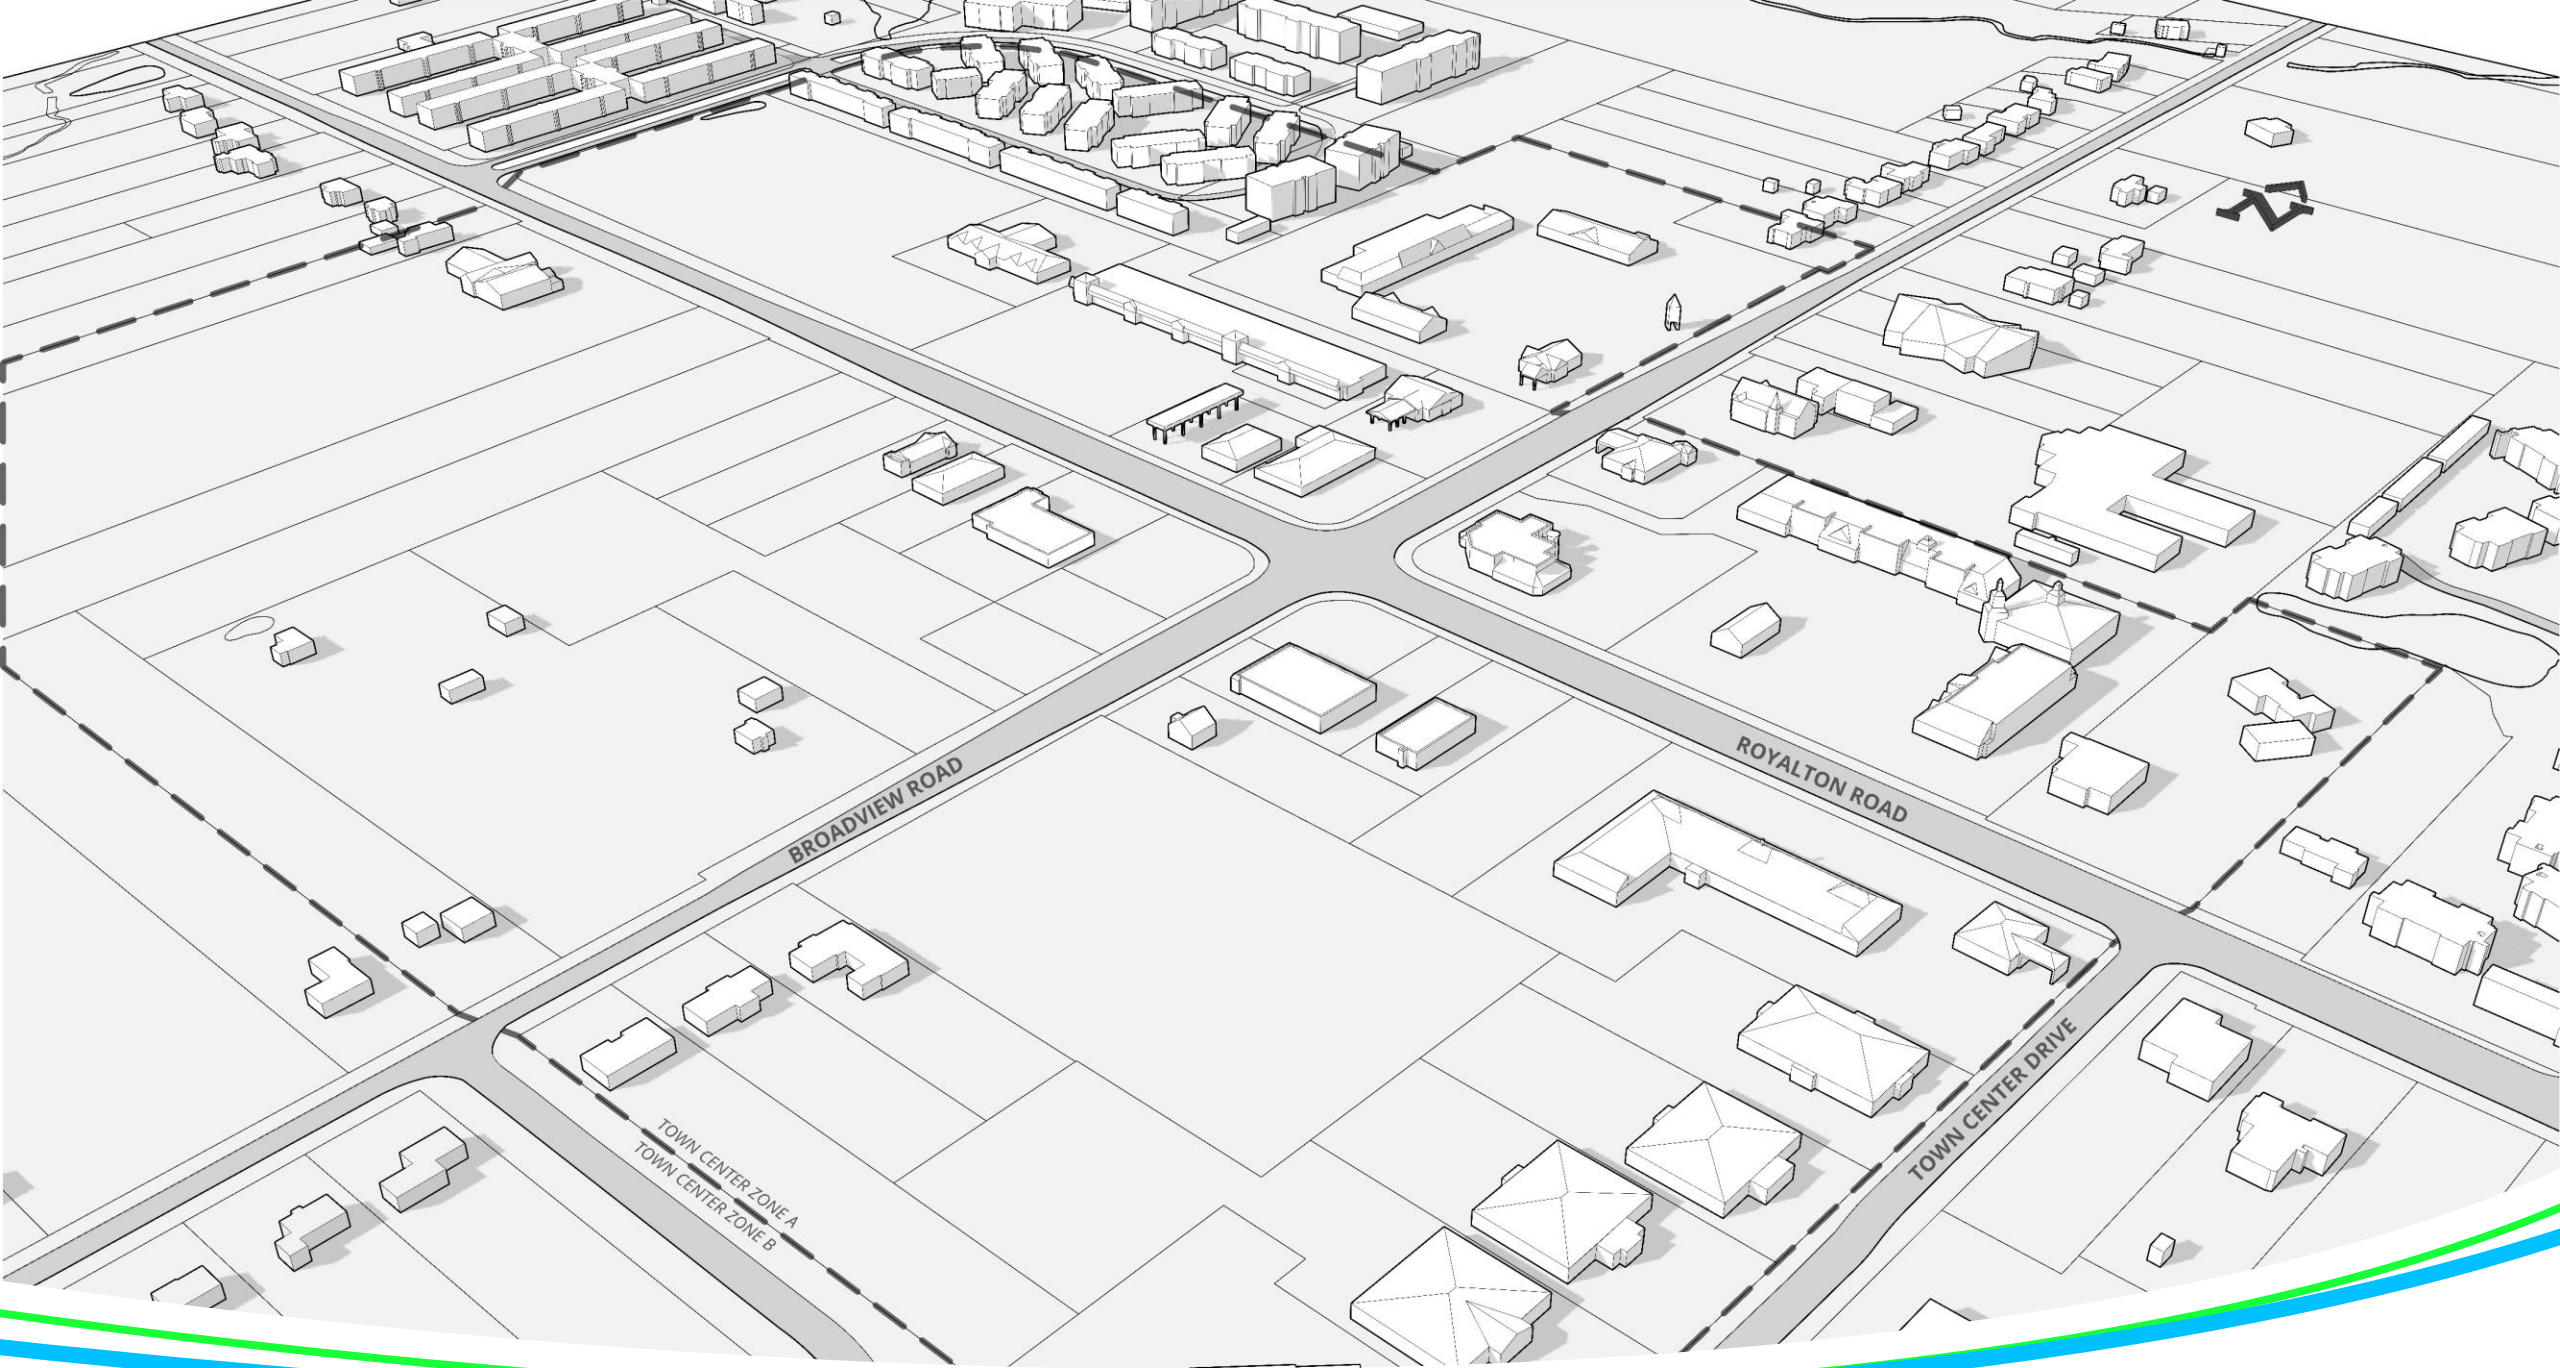 BROADVIEW ROAD
ROYALTON ROAD
TOWN CENTER DRIVE
TOWN CENTER ZONE A
TOWN CENTER ZONE B
N